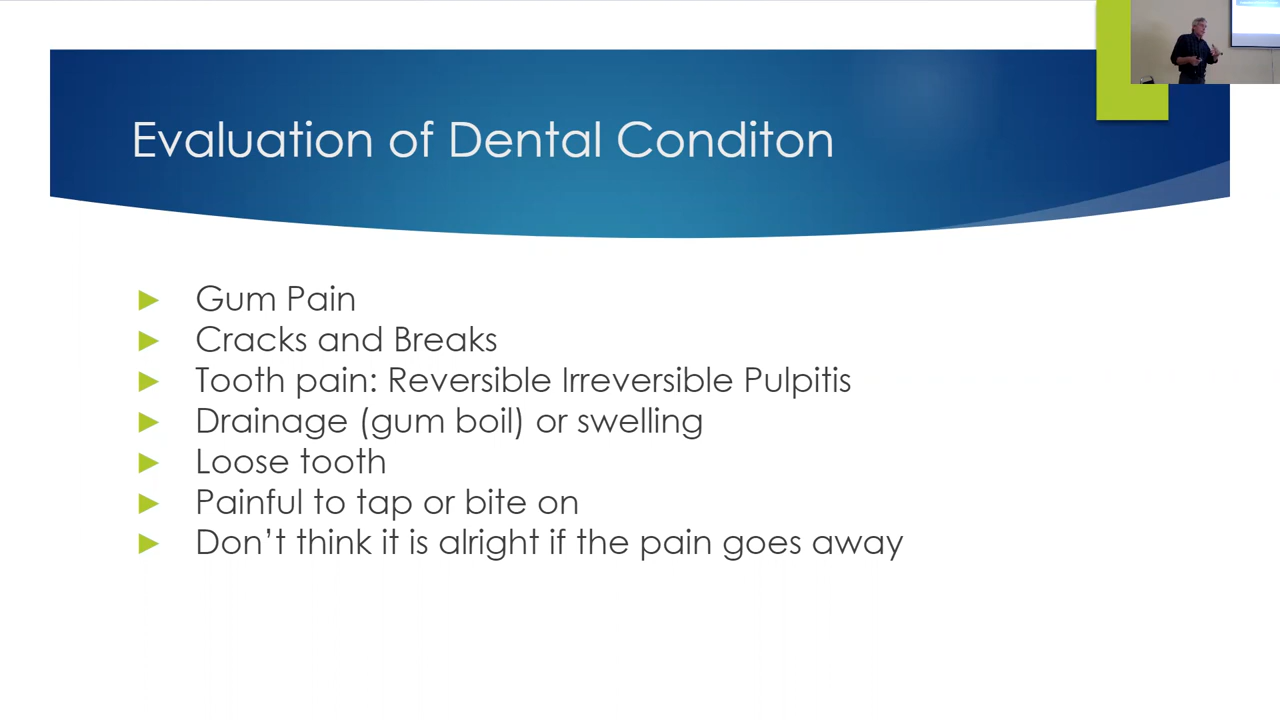 Evaluation of Dental Conditon
Gum Pain
Cracks and Breaks
Tooth pain: Reversible Irreversible Pulpitis
Drainage (gum boil) or swelling
Loose tooth
Painful to tap or bite on
Don't think it is alright if the pain goes away